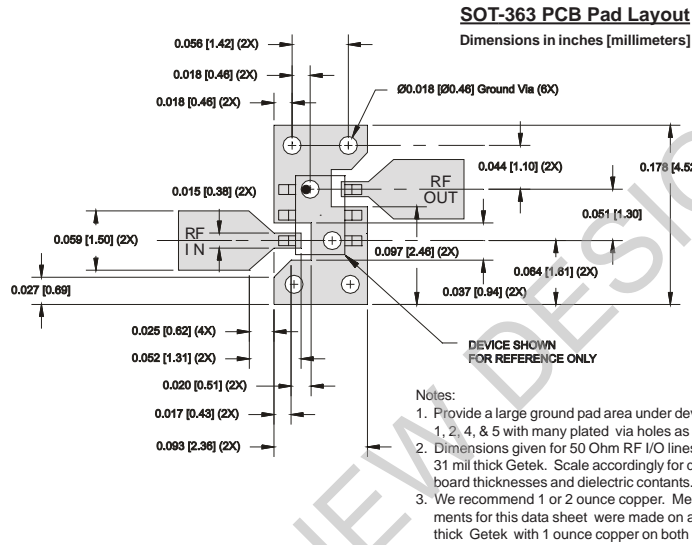 SOT-363 PCB Pad Layout
Dimensions in inches [millimeters]
0.056 [1.42] (2X)
0.018 [0.46] (2X)
0.018 [0.46] (2X)
Ø0.018 [Ø0.46] Ground Via (6X)
0.044 [1.10] (2X)
0.178 [4.52
0.015 [0.38] (2X)
RF
OUT
0.051 [1.30]
0.059 [1.50] (2X)
RF
IN
0.097 [2.46] (2X)
0.064 [1.61] (2X)
0.027 [0.69]
0.037 [0.94] (2X)
0.025 [0.62] (4X)
0.052 [1.31] (2X)
DEVICE SHOWN
FOR REFERENCE ONLY
0.020 [0.51] (2X)
0.017 [0.43] (2X)
0.093 [2.36] (2X)
Notes:
1. Provide a large ground pad area under
1, 2, 4, & 5 with many plated via holes as
2. Dimensions given for 50 Ohm RF I/O lines
31 mil thick Getek. Scale accordingly for
board thicknesses and dielectric contants.
3. We recommend 1 or 2 ounce copper.
ments for this data sheet were made on a
thick Getek with 1 ounce copper on both